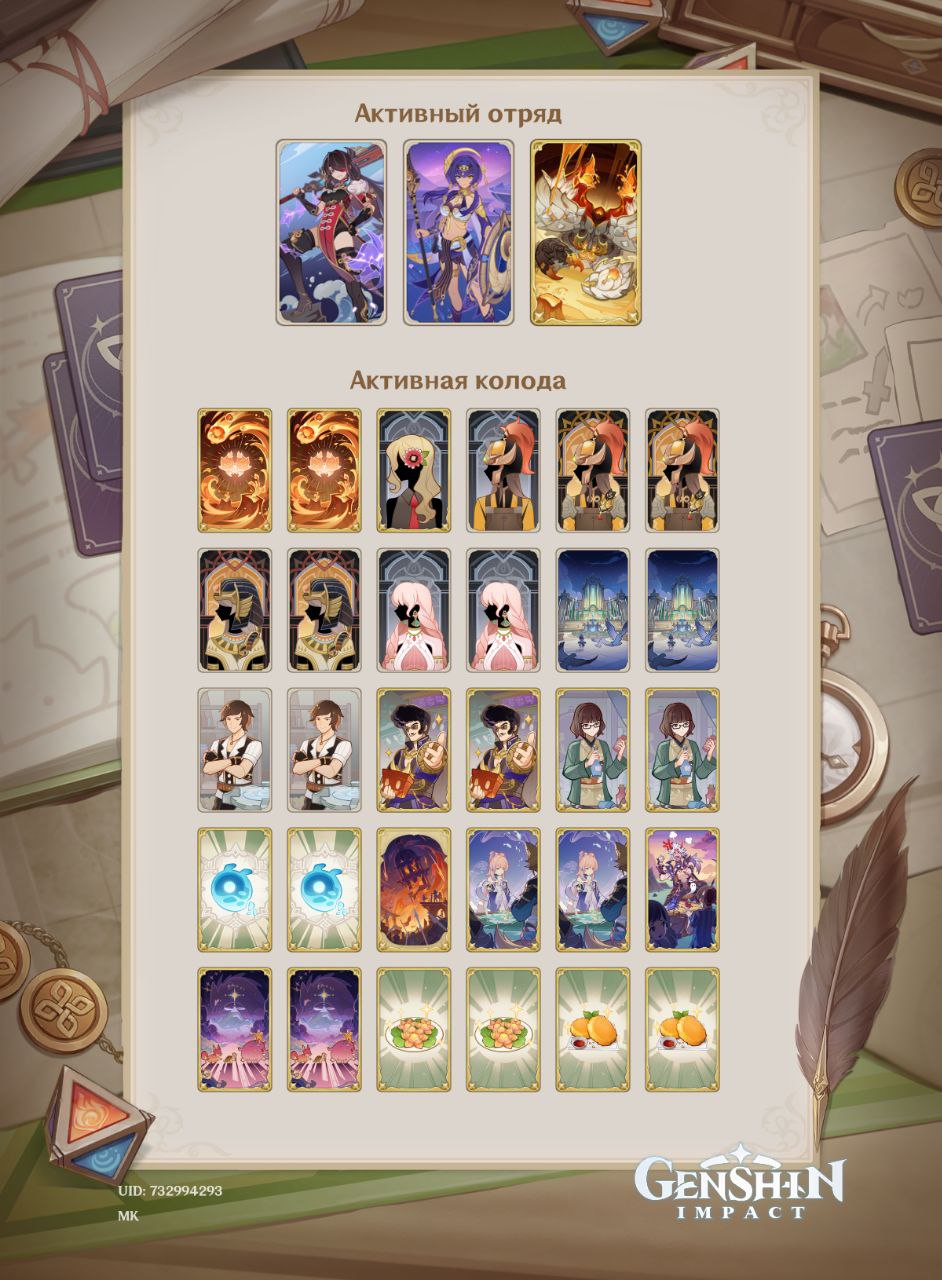 Активный отряд
Активная колода
UID: 732994293
MK
GENSHIN
IMPACT